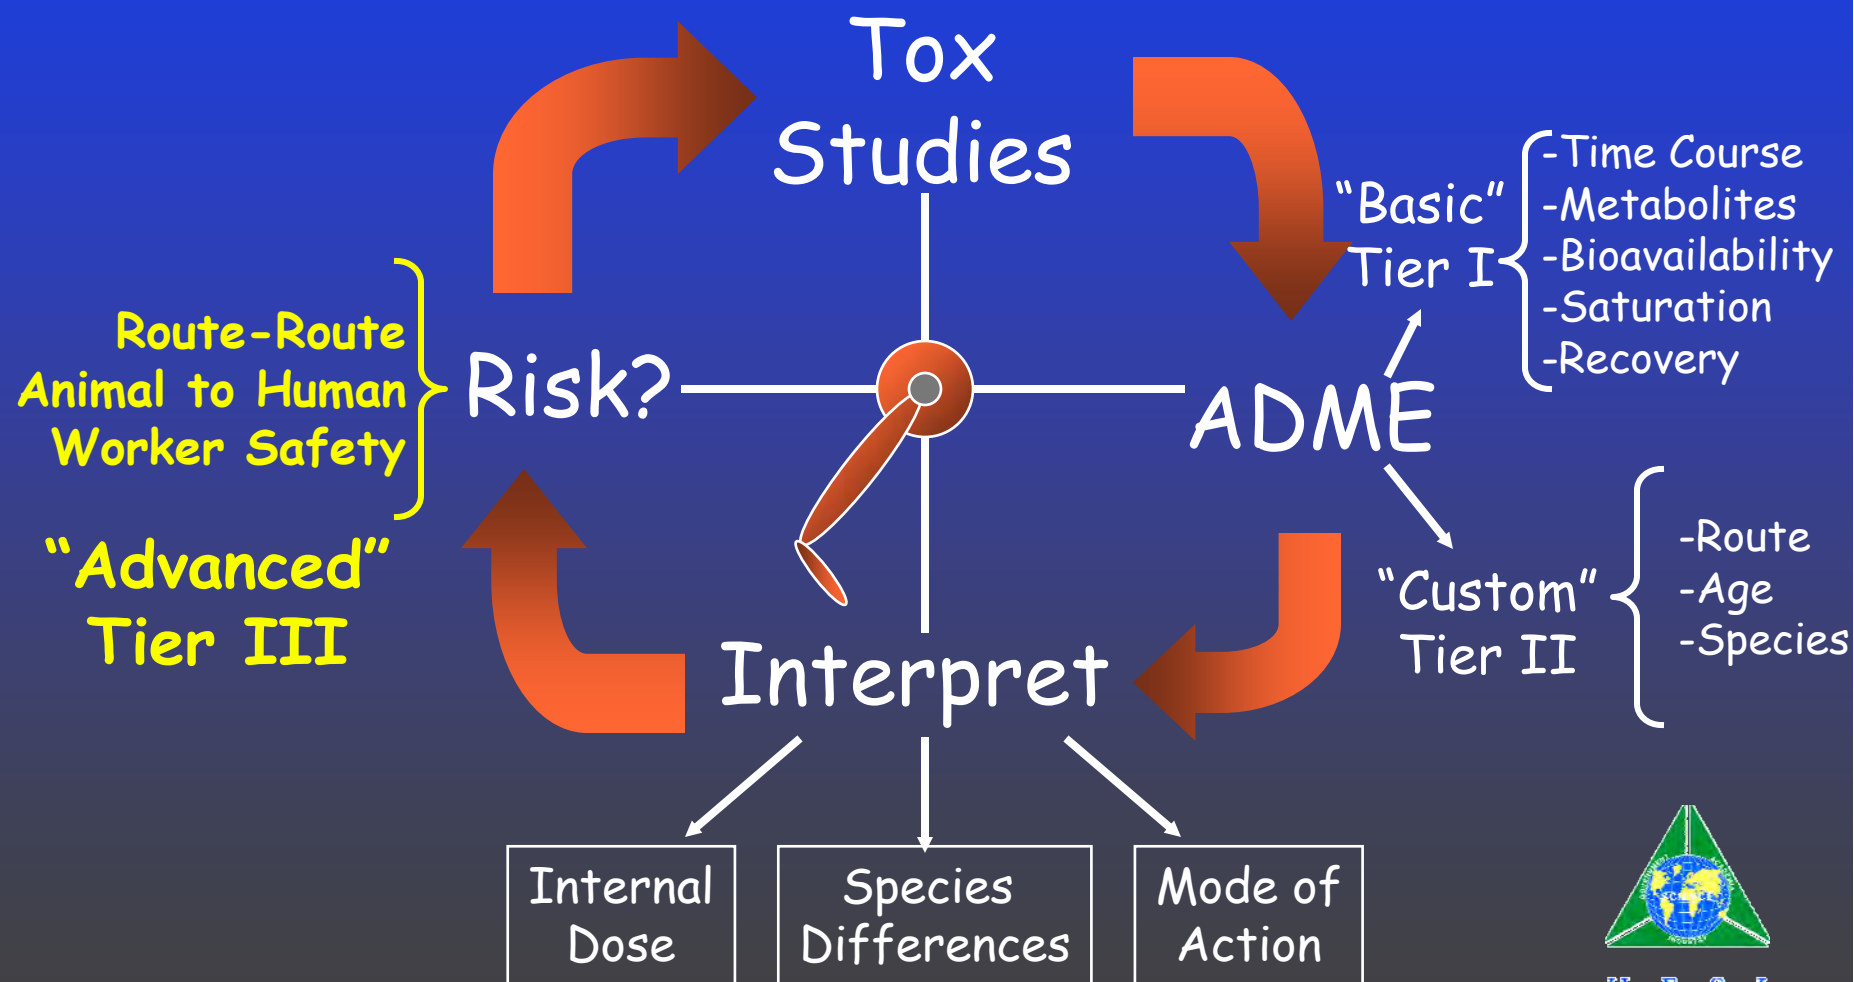 Tox
Studies
“Basic”
Tier I
-Time Course
-Metabolites
-Bioavailability
-Saturation
-Recovery
Route-Route
Animal to Human
Worker Safety
Risk?
ADME
“Advanced”
Tier III
“Custom”
Tier II
-Route
-Age
-Species
Interpret
Internal
Dose
Species
Differences
Mode of
Action